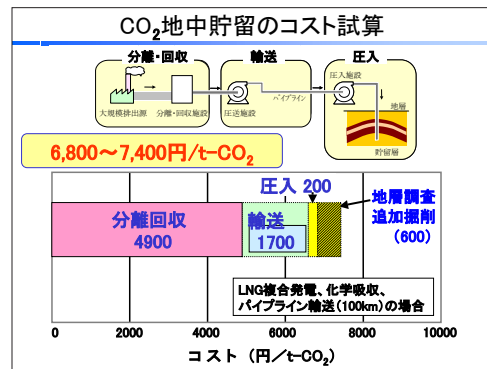 CO₂地中貯留のコスト試算
分離・回収
輸送
圧入
大規模排出源
分離・回収施設
圧送施設
パイプライン
圧入施設
地層
貯留層
6,800〜7,400円/t-CO₂
圧入 200
地層調査
追加掘削
(600)
分離回収
4900
輸送
1700
LNG複合発電、化学吸収、
パイプライン輸送(100km)の場合
0 2000 4000 6000 8000 10000
コスト (円/t-CO₂)